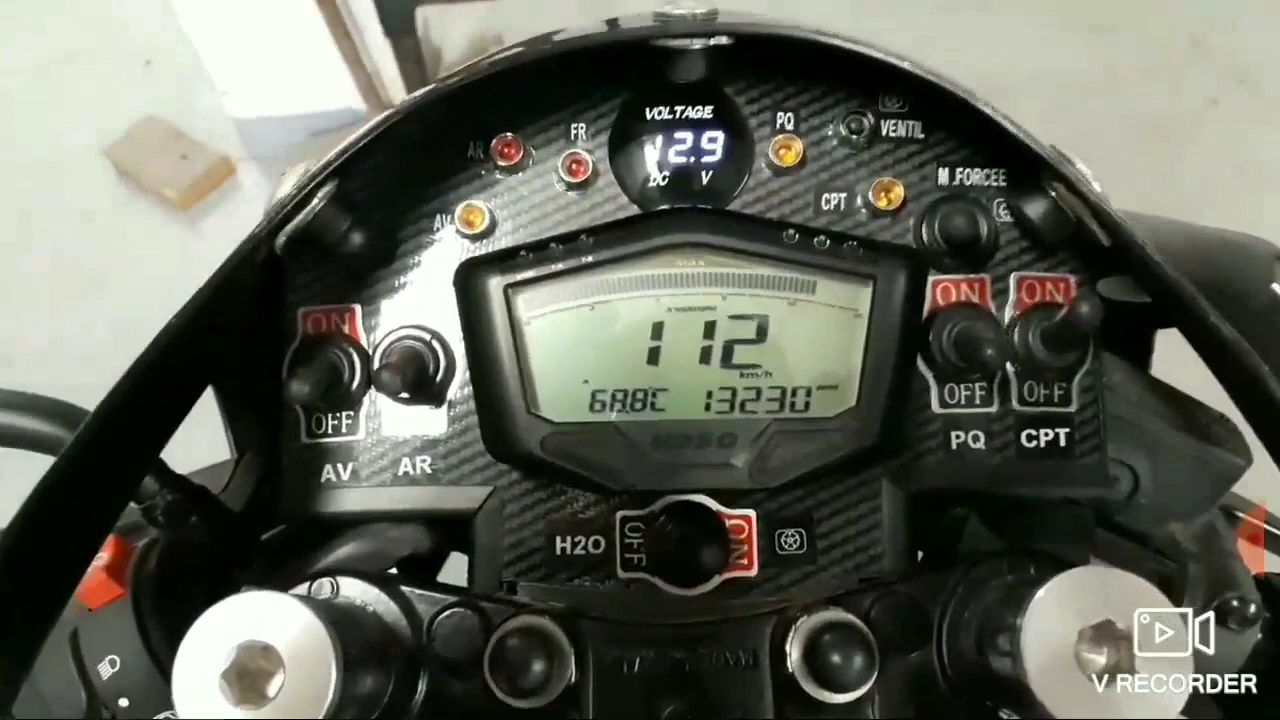 VOLTAGE
12.9
DC V
AR
FR
PQ
VENTIL
AV
CPT
M.FORCEE
112
km/h
68.8C 13230
KOSO
ON
OFF
AV
AR
ON
OFF
PQ
ON
OFF
CPT
H2O
OFF
ON
V RECORDER